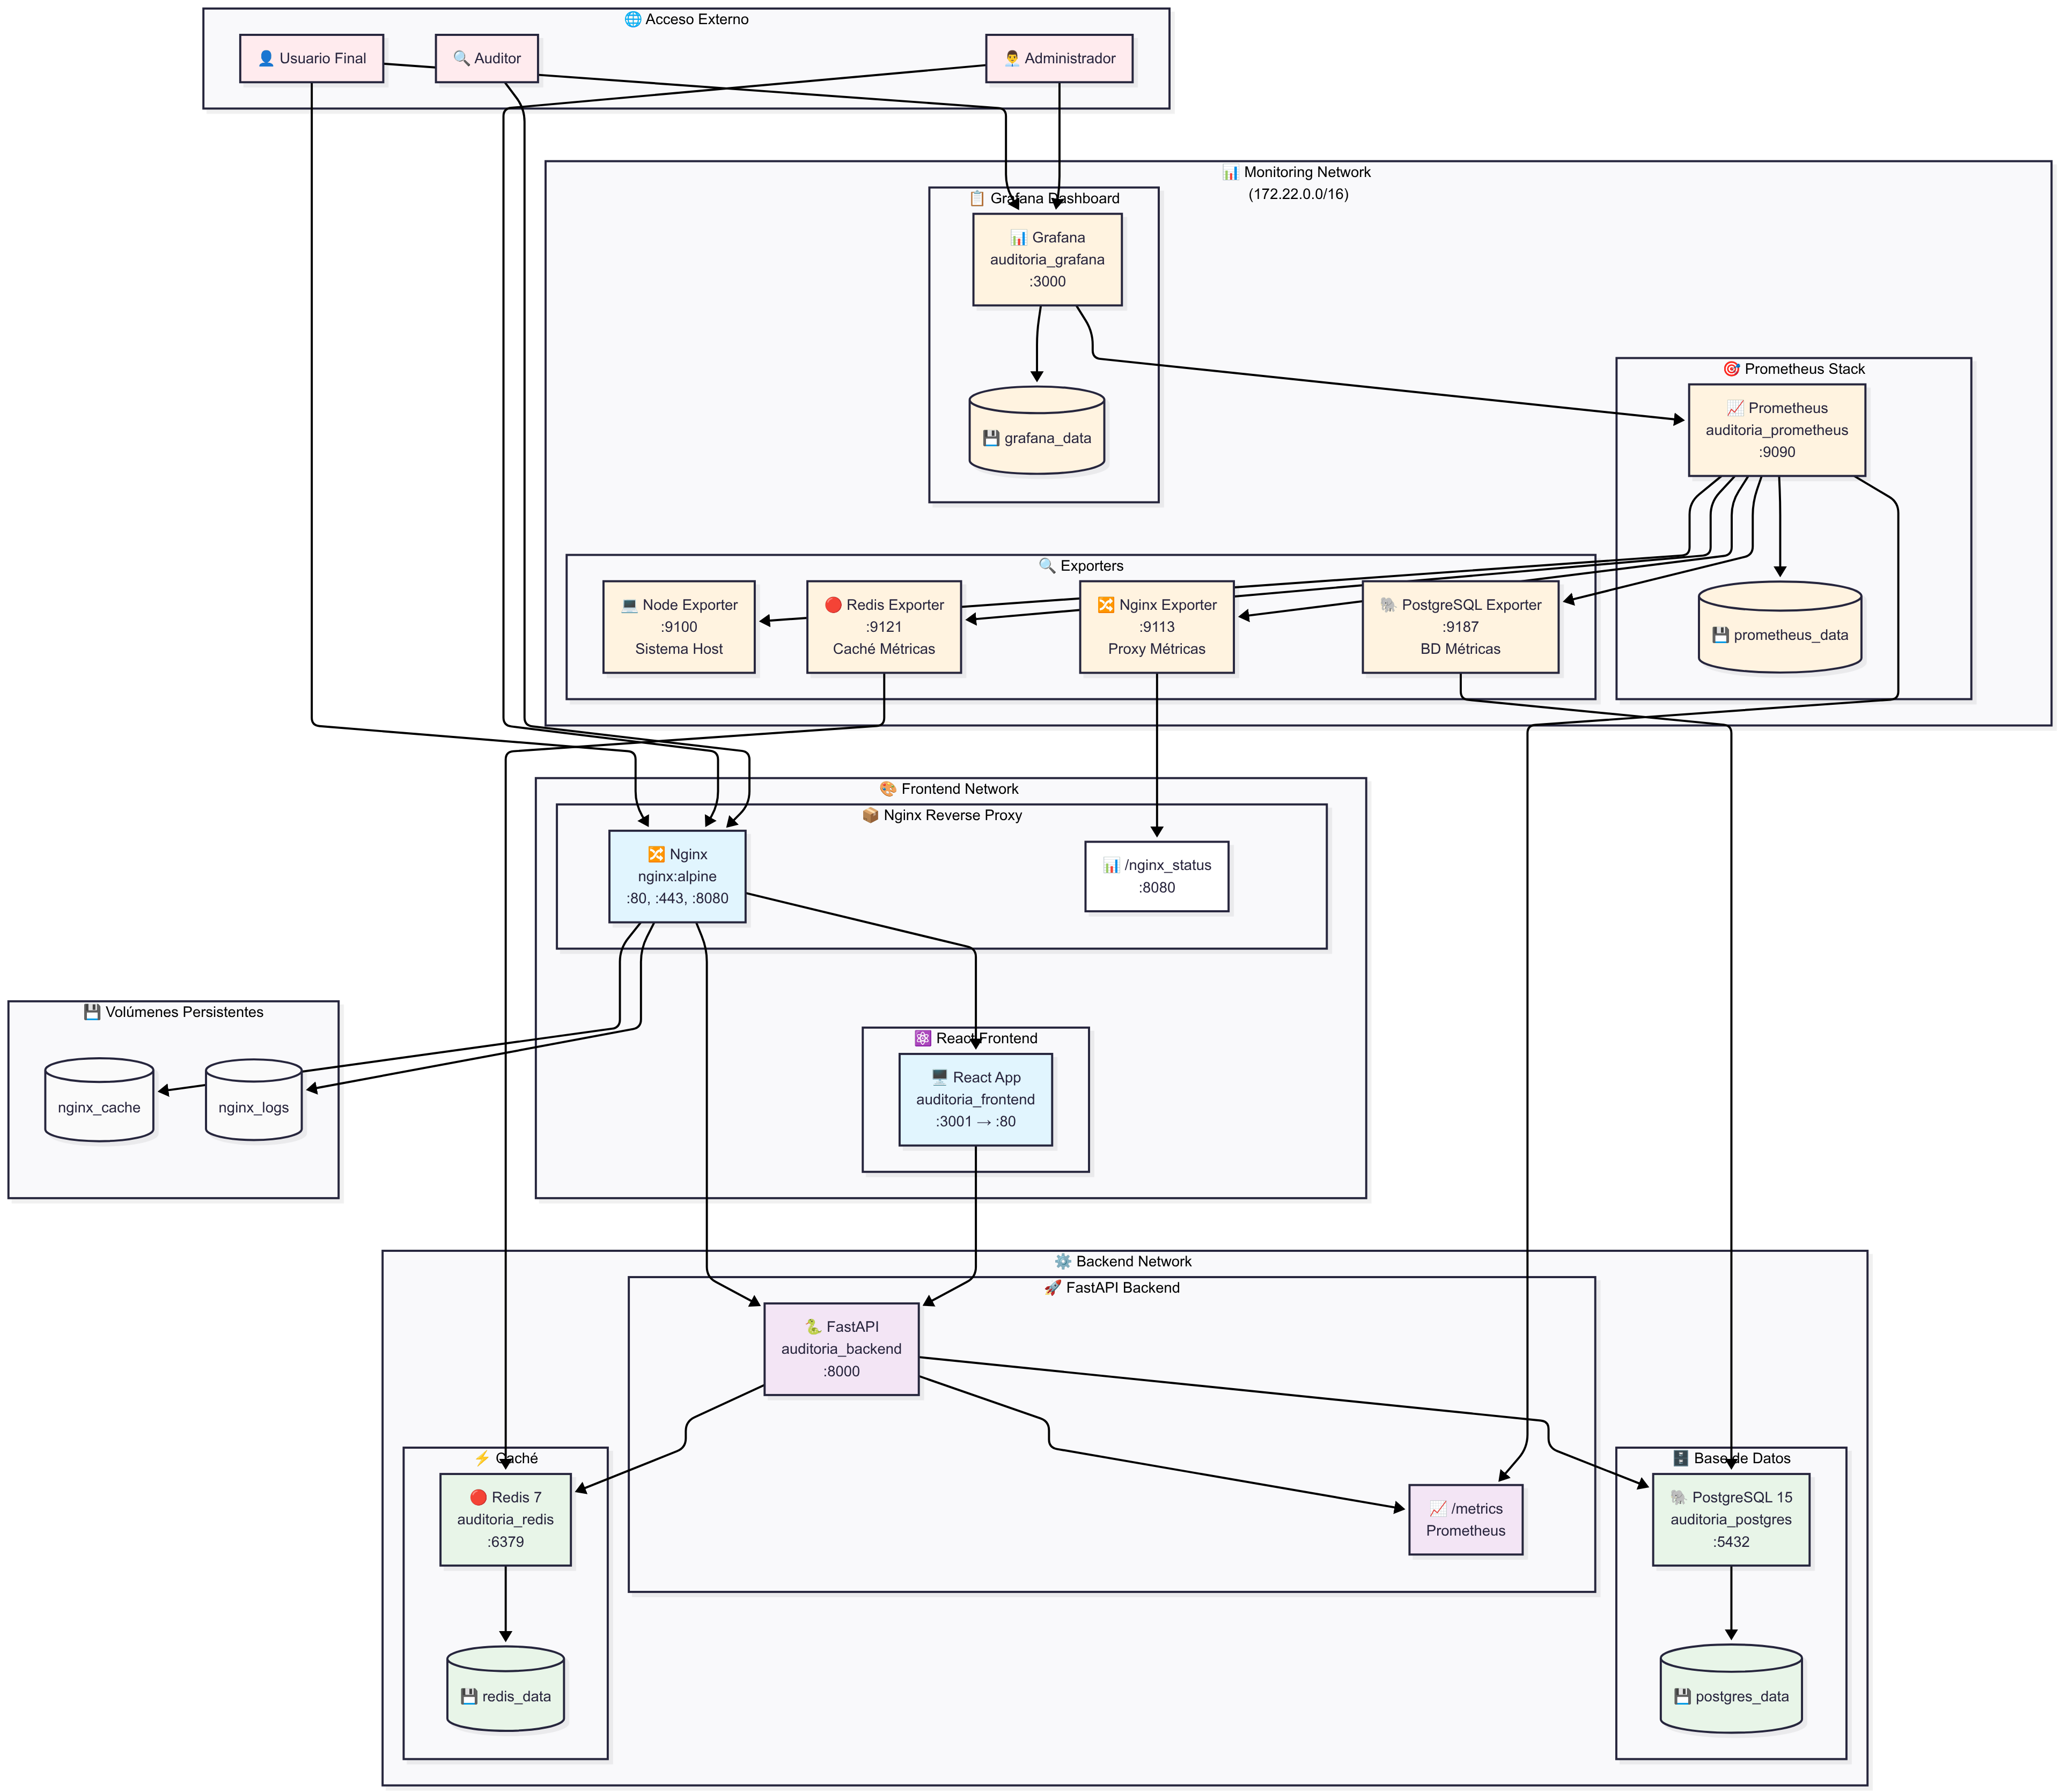 🌐 Acceso Externo
👤 Usuario Final
🔍 Auditor
👨‍💼 Administrador
📊 Monitoring Network
(172.22.0.0/16)
📋 Grafana Dashboard
📊 Grafana
auditoria_grafana
:3000
💾 grafana_data
🎯 Prometheus Stack
📈 Prometheus
auditoria_prometheus
:9090
💾 prometheus_data
🔍 Exporters
💻 Node Exporter
:9100
Sistema Host
🔴 Redis Exporter
:9121
Caché Métricas
🔀 Nginx Exporter
:9113
Proxy Métricas
🐘 PostgreSQL Exporter
:9187
BD Métricas
🎨 Frontend Network
📦 Nginx Reverse Proxy
🔀 Nginx
nginx:alpine
:80, :443, :8080
📊 /nginx_status
:8080
💾 Volúmenes Persistentes
nginx_cache
nginx_logs
⚛️ React Frontend
🖥️ React App
auditoria_frontend
:3001 → :80
⚙️ Backend Network
🚀 FastAPI Backend
🐍 FastAPI
auditoria_backend
:8000
📈 /metrics
Prometheus
⚡ Caché
🔴 Redis 7
auditoria_redis
:6379
💾 redis_data
🗄️ Base de Datos
🐘 PostgreSQL 15
auditoria_postgres
:5432
💾 postgres_data